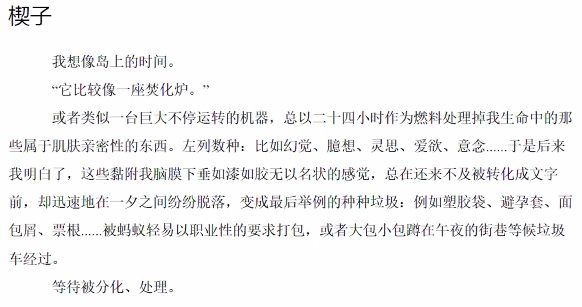 楔子
我想像岛上的时间。
“它比较像一座焚化炉。”
或者类似一台巨大不停运转的机器，总以二十四小时作为燃料处理掉我生命中的那
些属于肌肤亲密性的东西。左列数种：比如幻觉、臆想、灵思、爱欲、意念......于是后来
我明白了，这些黏附我脑膜下垂如漆如胶无以名状的感觉，总在还来不及被转化成文字
前，却迅速地在一夕之间纷纷脱落，变成最后举例的种种垃圾：例如塑胶袋、避孕套、面
包屑、票根......被蚂蚁轻易以职业性的要求打包，或者大包小包蹲在午夜的街巷等候垃圾
车经过。
等待被分化、处理。